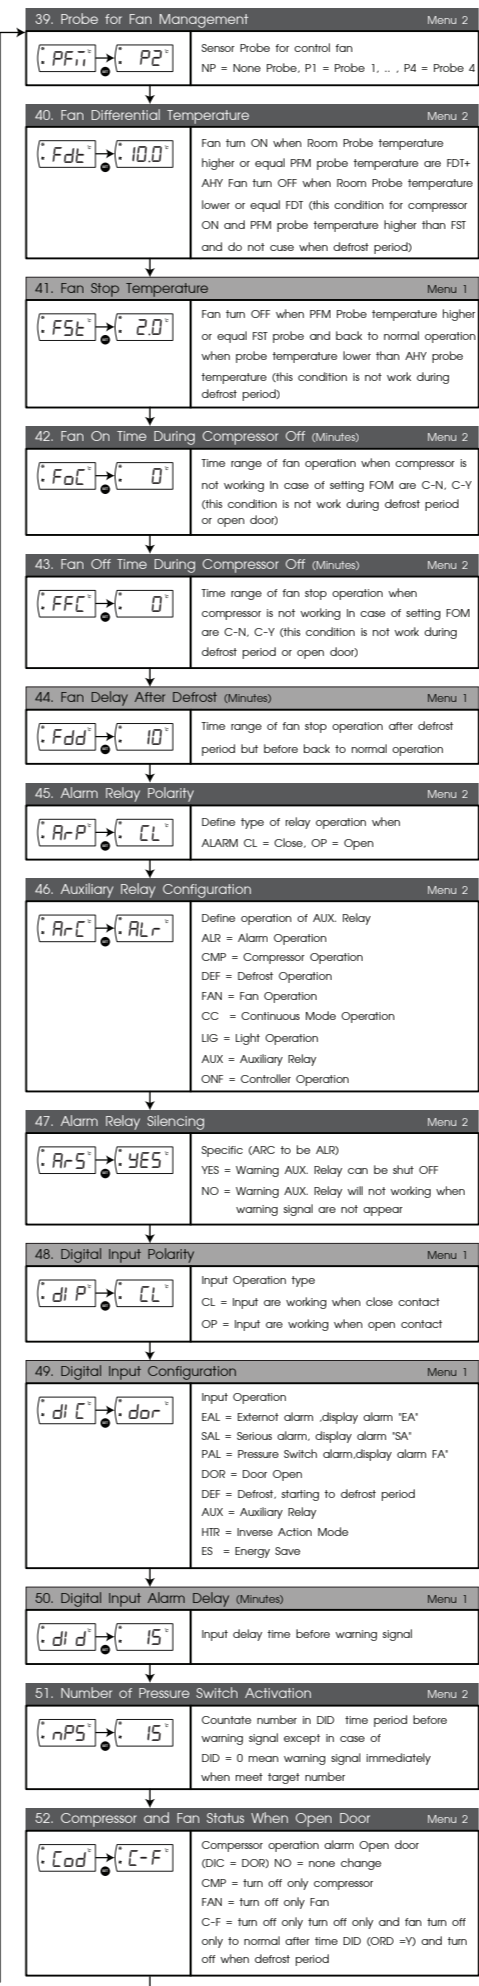 39. Probe for Fan Management Menu 2
PFM P2
Sensor Probe for control fan
NP = None Probe, P1 = Probe 1, .. , P4 = Probe 4
40. Fan Differential Temperature Menu 2
Fdt 10.0
Fan turn ON when Room Probe temperature
higher or equal PFM probe temperature are FDT+
AHY Fan turn OFF when Room Probe temperature
lower or equal FDT (this condition for compressor
ON and PFM probe temperature higher than FST
and do not cuse when defrost period)
41. Fan Stop Temperature Menu 1
FSt 2.0
Fan turn OFF when PFM Probe temperature higher
or equal FST probe and back to normal operation
when probe temperature lower than AHY probe
temperature (this condition is not work during
defrost period)
42. Fan On Time During Compressor Off (Minutes) Menu 2
FoC 0
Time range of fan operation when compressor is
not working In case of setting FOM are C-N, C-Y
(this condition is not work during defrost period
or open door)
43. Fan Off Time During Compressor Off (Minutes) Menu 2
FFC 0
Time range of fan stop operation when
compressor is not working In case of setting FOM
are C-N, C-Y (this condition is not work during
defrost period or open door)
44. Fan Delay After Defrost (Minutes) Menu 1
Fdd 10
Time range of fan stop operation after defrost
period but before back to normal operation
45. Alarm Relay Polarity Menu 2
ArP CL
Define type of relay operation when
ALARM CL = Close, OP = Open
46. Auxiliary Relay Configuration Menu 2
ArC ALr
Define operation of AUX. Relay
ALR = Alarm Operation
CMP = Compressor Operation
DEF = Defrost Operation
FAN = Fan Operation
CC = Continuous Mode Operation
LIG = Light Operation
AUX = Auxiliary Relay
ONF = Controller Operation
47. Alarm Relay Silencing Menu 2
ArS YES
Specific (ARC to be ALR)
YES = Warning AUX. Relay can be shut OFF
NO = Warning AUX. Relay will not working when
warning signal are not appear
48. Digital Input Polarity Menu 1
diP CL
Input Operation type
CL = Input are working when close contact
OP = Input are working when open contact
49. Digital Input Configuration Menu 1
diC dor
Input Operation
EAL = Externot alarm ,display alarm "EA"
SAL = Serious alarm, display alarm "SA"
PAL = Pressure Switch alarm,display alarm FA"
DOR = Door Open
DEF = Defrost, starting to defrost period
AUX = Auxiliary Relay
HTR = Inverse Action Mode
ES = Energy Save
50. Digital Input Alarm Delay (Minutes) Menu 1
did 15
Input delay time before warning signal
51. Number of Pressure Switch Activation Menu 2
nPS 15
Countate number in DID time period before
warning signal except in case of
DID = 0 mean warning signal immediately
when meet target number
52. Compressor and Fan Status When Open Door Menu 2
Cod C-F
Comperssor operation alarm Open door
(DIC = DOR) NO = none change
CMP = turn off only compressor
FAN = turn off only Fan
C-F = turn off only turn off only and fan turn off
only to normal after time DID (ORD =Y) and turn
off when defrost period